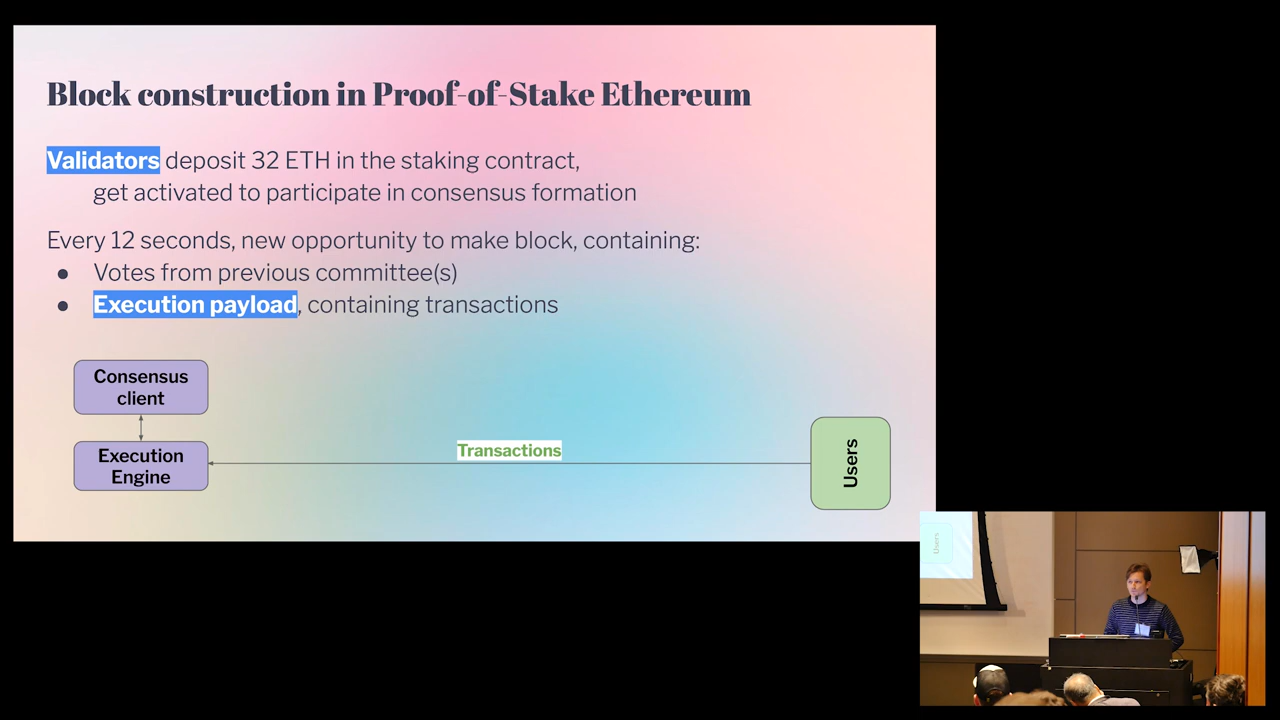 Block construction in Proof-of-Stake Ethereum
Validators deposit 32 ETH in the staking contract,
get activated to participate in consensus formation
Every 12 seconds, new opportunity to make block, containing:
● Votes from previous committee(s)
● Execution payload, containing transactions
Consensus
client
Execution
Engine
Transactions
Users
Users